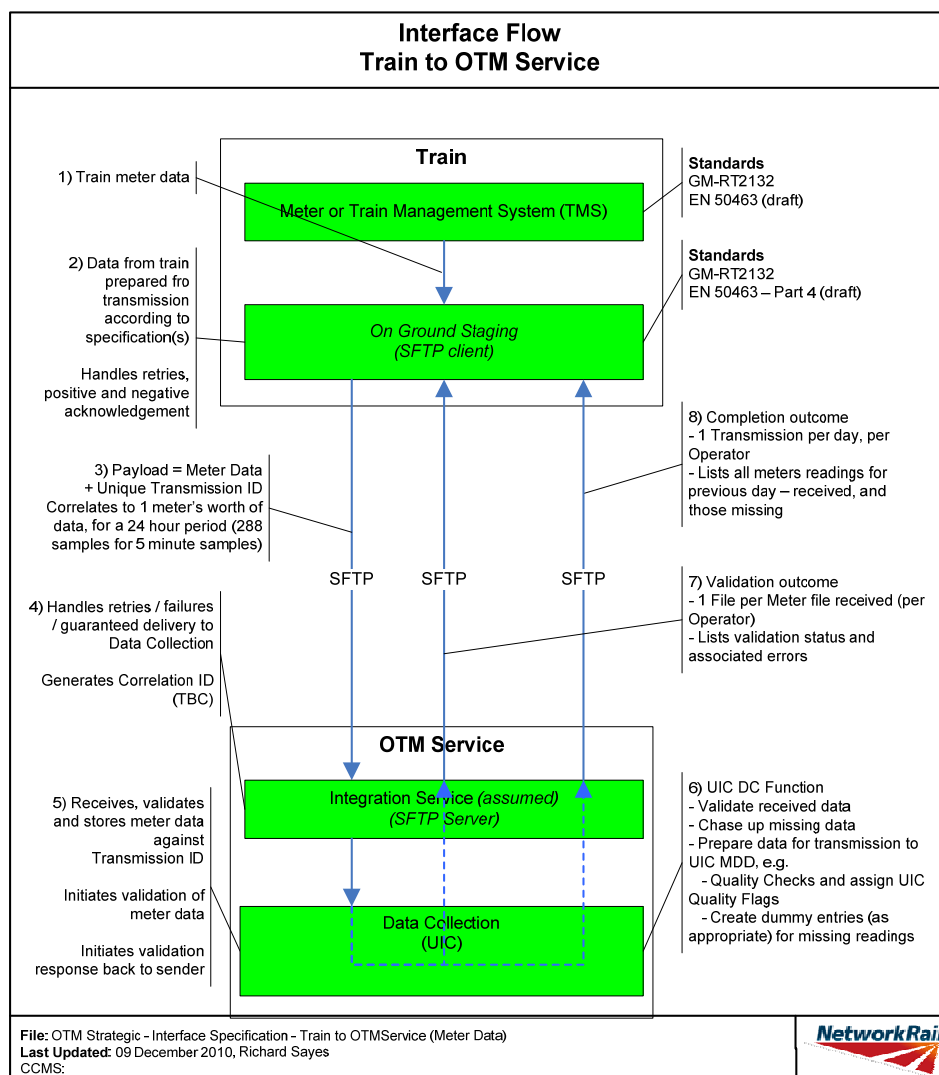 Interface Flow
Train to OTM Service
Train
1) Train meter data
Meter or Train Management System (TMS)
Standards
GM-RT2132
EN 50463 (draft)
2) Data from train
prepared fro
transmission
according to
specification(s)
Handles retries,
positive and negative
acknowledgement
On Ground Staging
(SFTP client)
Standards
GM-RT2132
EN 50463 – Part 4 (draft)
3) Payload = Meter Data
+ Unique Transmission ID
Correlates to 1 meter's worth of
data, for a 24 hour period (288
samples for 5 minute samples)
8) Completion outcome
- 1 Transmission per day, per
Operator
- Lists all meters readings for
previous day – received, and
those missing
SFTP
SFTP
SFTP
7) Validation outcome
- 1 File per Meter file received (per
Operator)
- Lists validation status and
associated errors
4) Handles retries / failures
/ guaranteed delivery to
Data Collection
Generates Correlation ID
(TBC)
OTM Service
Integration Service (assumed)
(SFTP Server)
5) Receives, validates
and stores meter data
against
Transmission ID
Initiates validation of
meter data
Initiates validation
response back to sender
Data Collection
(UIC)
6) UIC DC Function
- Validate received data
- Chase up missing data
- Prepare data for transmission to
UIC MDD, e.g.
- Quality Checks and assign UIC
Quality Flags
- Create dummy entries (as
appropriate) for missing readings
File: OTM Strategic - Interface Specification - Train to OTMService (Meter Data)
Last Updated: 09 December 2010, Richard Sayes
CCMS:
NetworkRail